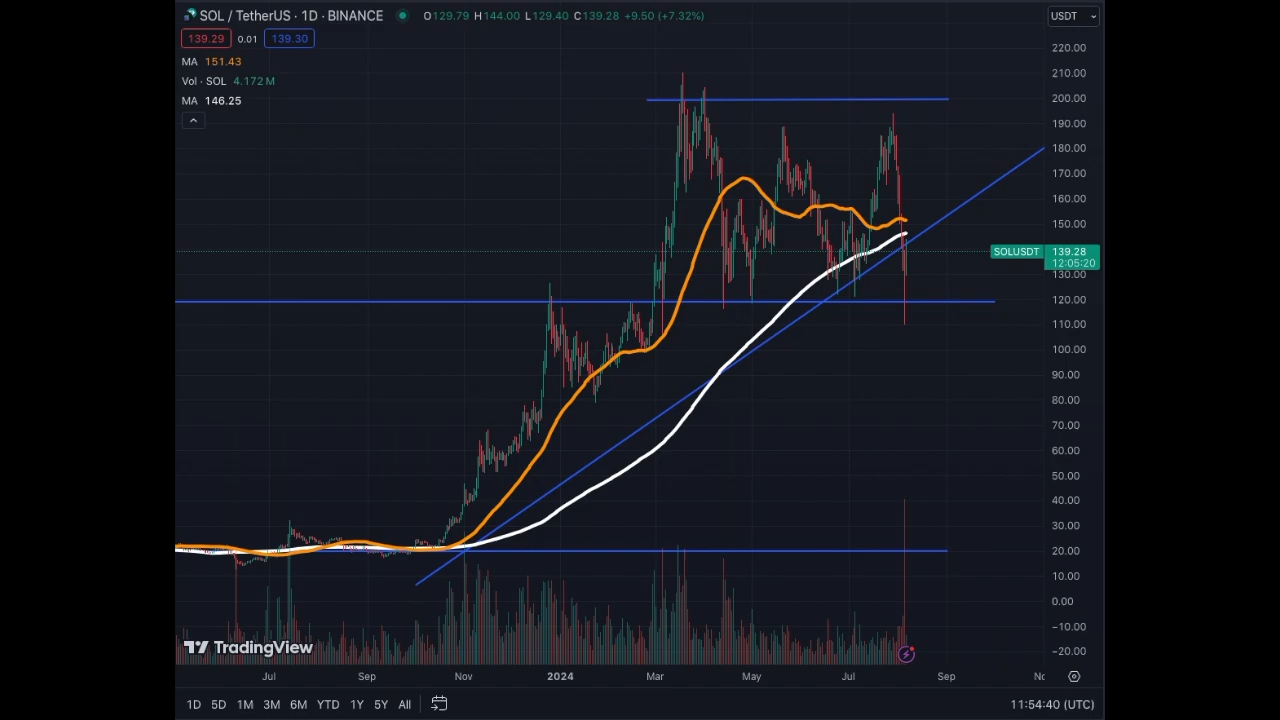 SOL / TetherUS · 1D · BINANCE O129.79 H144.00 L129.40 C139.28 +9.50 (+7.32%) USDT
139.29 0.01 139.30
MA 151.43
Vol · SOL 4.172 M
MA 146.25
220.00
210.00
200.00
190.00
180.00
170.00
160.00
150.00
SOLUSDT 139.28
12:05:20
130.00
120.00
110.00
100.00
90.00
80.00
70.00
60.00
50.00
40.00
30.00
20.00
10.00
0.00
−10.00
−20.00
TradingView
Jul Sep Nov 2024 Mar May Jul Sep
1D 5D 1M 3M 6M YTD 1Y 5Y All 11:54:40 (UTC)